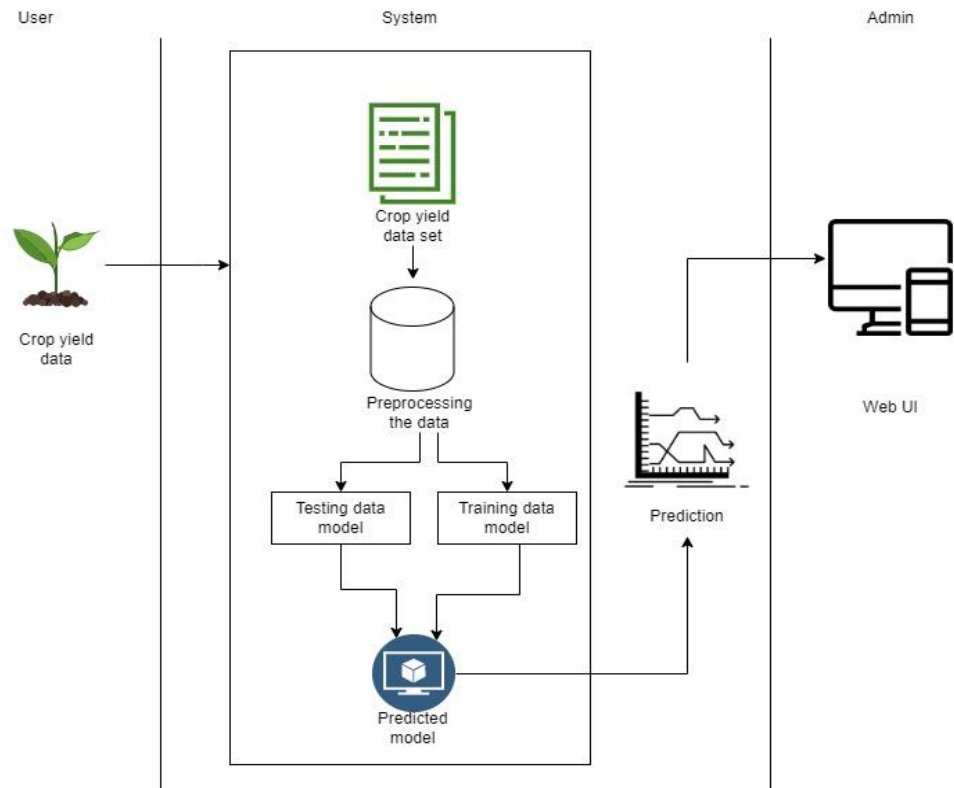 User
System
Admin
Crop yield
data set
Crop yield
data
Preprocessing
the data
Web UI
Testing data
model
Training data
model
Prediction
Predicted
model